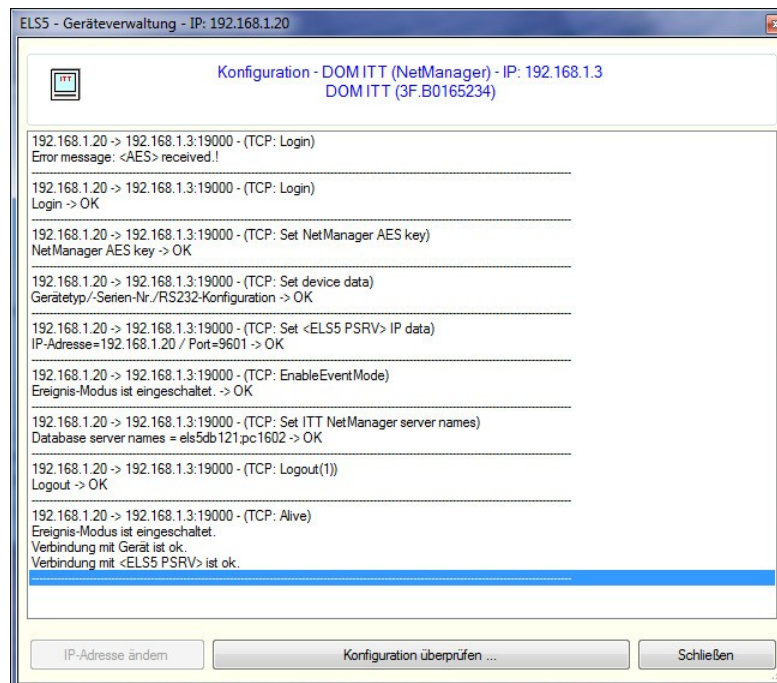 ELS5 - Geräteverwaltung - IP: 192.168.1.20
ITT
Konfiguration - DOM ITT (NetManager) - IP: 192.168.1.3
DOM ITT (3F.B0165234)
192.168.1.20 -> 192.168.1.3:19000 - (TCP: Login)
Error message: <AES> received.!
192.168.1.20 -> 192.168.1.3:19000 - (TCP: Login)
Login -> OK
192.168.1.20 -> 192.168.1.3:19000 - (TCP: Set NetManager AES key)
NetManager AES key -> OK
192.168.1.20 -> 192.168.1.3:19000 - (TCP: Set device data)
Gerätetyp/-Serien-Nr./RS232-Konfiguration -> OK
192.168.1.20 -> 192.168.1.3:19000 - (TCP: Set <ELS5 PSRV> IP data)
IP-Adresse=192.168.1.20 / Port=9601 -> OK
192.168.1.20 -> 192.168.1.3:19000 - (TCP: EnableEventMode)
Ereignis-Modus ist eingeschaltet. -> OK
192.168.1.20 -> 192.168.1.3:19000 - (TCP: Set ITT NetManager server names)
Database server names = els5db121;pc1602 -> OK
192.168.1.20 -> 192.168.1.3:19000 - (TCP: Logout(1))
Logout -> OK
192.168.1.20 -> 192.168.1.3:19000 - (TCP: Alive)
Ereignis-Modus ist eingeschaltet.
Verbindung mit Gerät ist ok.
Verbindung mit <ELS5 PSRV> ist ok.
IP-Adresse ändern
Konfiguration überprüfen ...
Schließen